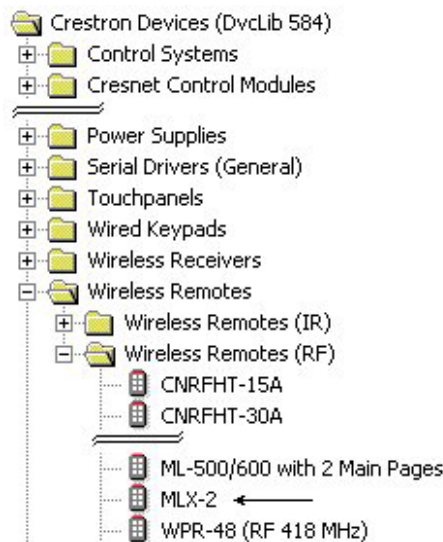 Crestron Devices (DvcLib 584)
Control Systems
Cresnet Control Modules
Power Supplies
Serial Drivers (General)
Touchpanels
Wired Keypads
Wireless Receivers
Wireless Remotes
Wireless Remotes (IR)
Wireless Remotes (RF)
CNRFHT-15A
CNRFHT-30A
ML-500/600 with 2 Main Pages
MLX-2
WPR-48 (RF 418 MHz)